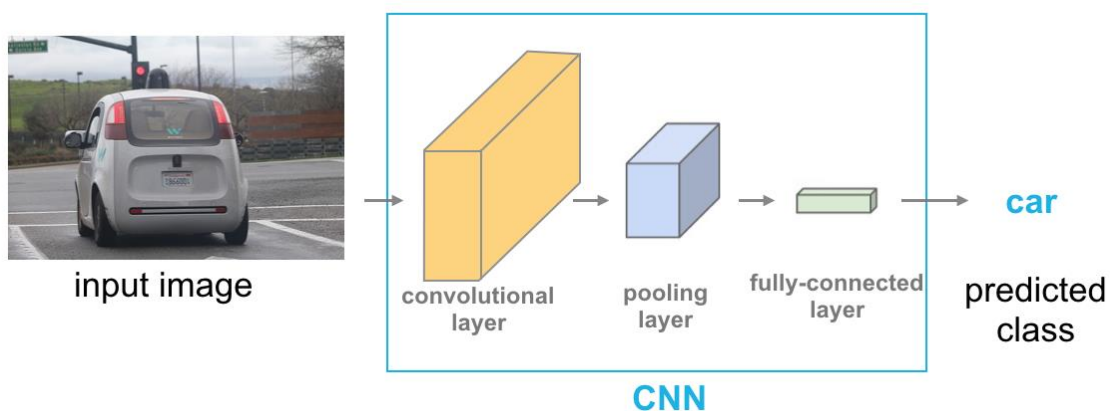 input image
convolutional
layer
pooling
layer
fully-connected
layer
car
predicted
class
CNN